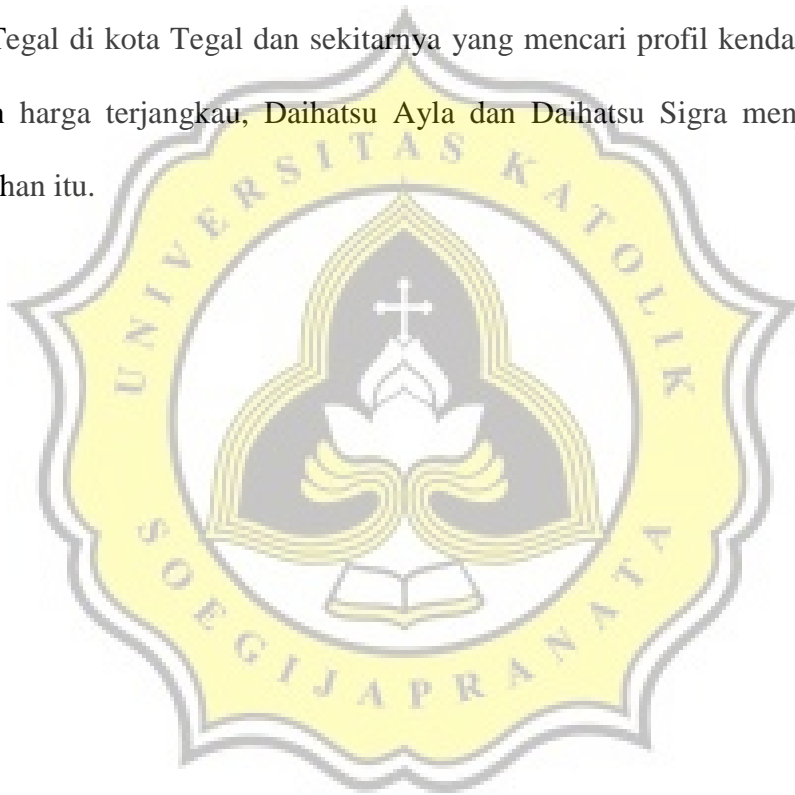 Tegal di kota Tegal dan sekitarnya yang mencari profil kenda
harga terjangkau, Daihatsu Ayla dan Daihatsu Sigra men
han itu.
UNIVERSITAS KATOLIK
SOEGIJAPRANATA